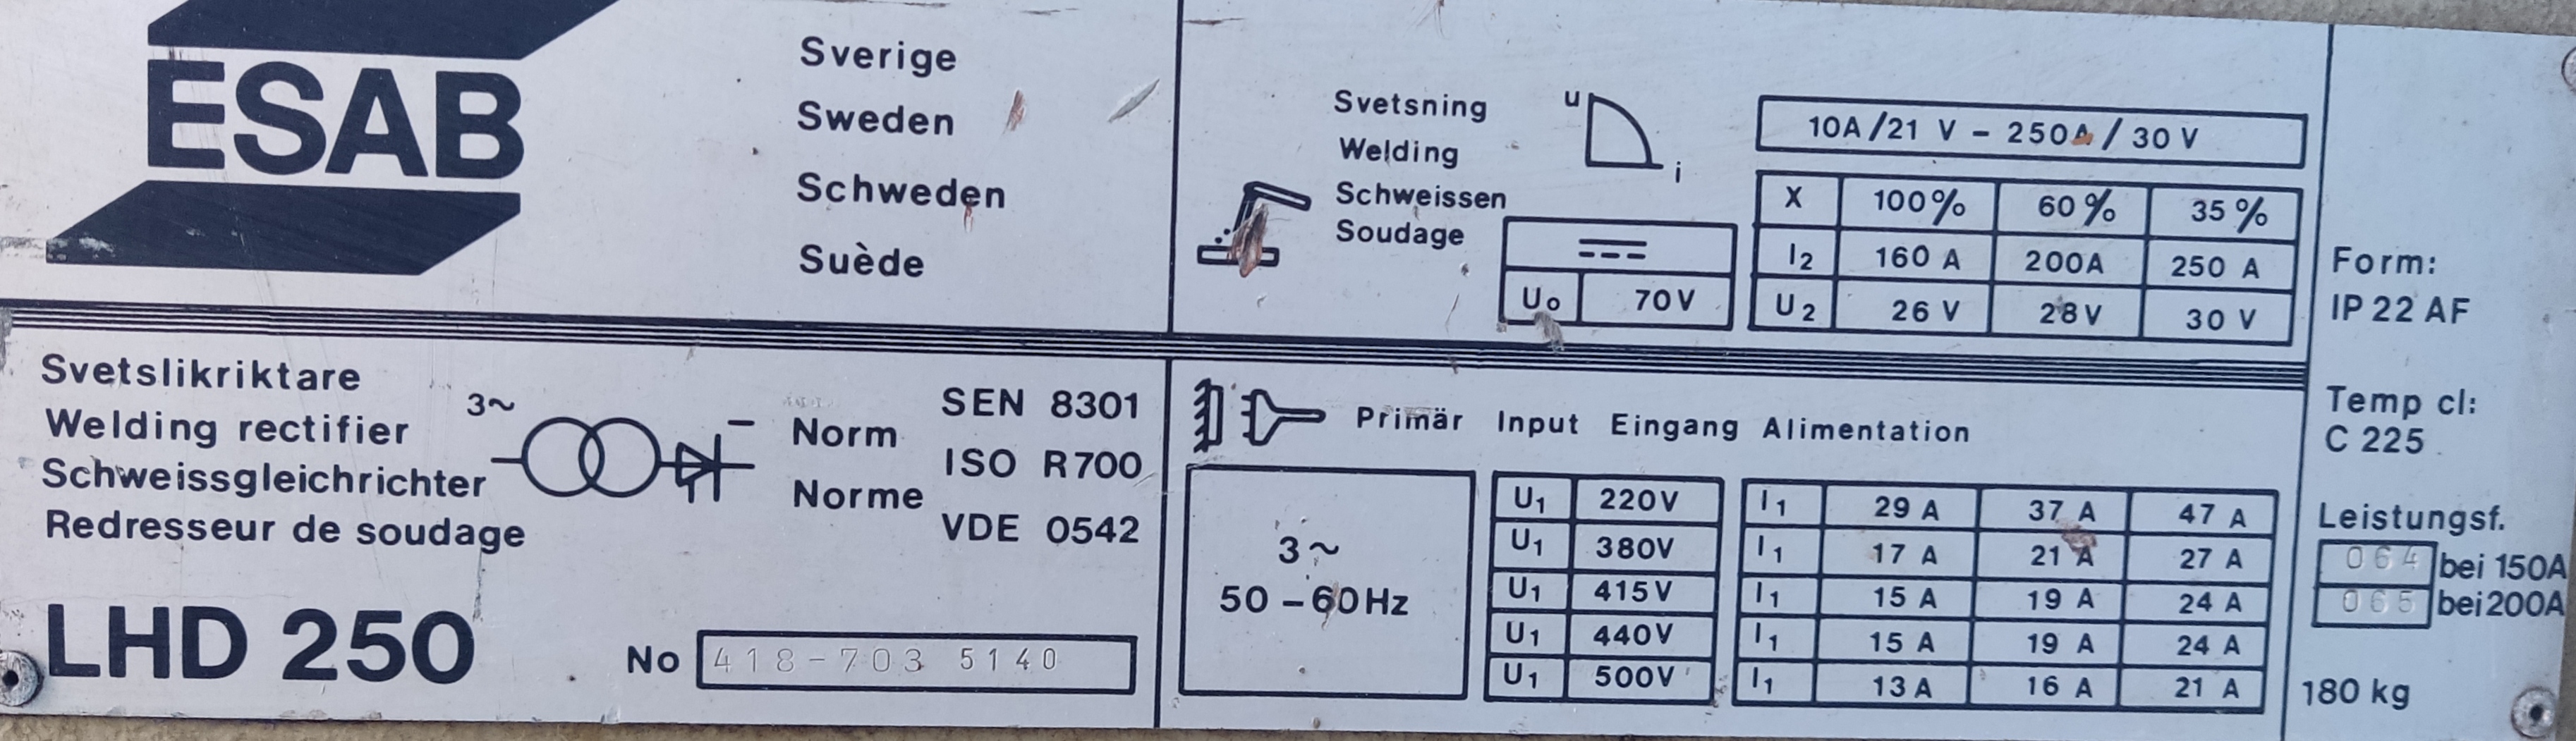 ESAB
Sverige
Sweden
Schweden
Suède
Svetsning
Welding
Schweissen
Soudage
u
i
U0 70V
10A/21 V - 250A/30 V
X 100% 60% 35%
I2 160 A 200A 250 A
U2 26 V 28V 30 V
Form:
IP 22 AF
Temp cl:
C 225
Leistungsf.
064 bei 150A
065 bei 200A
180 kg
Svetslikriktare
Welding rectifier
Schweissgleichrichter
Redresseur de soudage
3~
Norm
Norme
SEN 8301
ISO R700
VDE 0542
LHD 250
No 418-703 5140
Primär Input Eingang Alimentation
3~
50-60Hz
U1 220V I1 29 A 37 A 47 A
U1 380V I1 17 A 21 A 27 A
U1 415V I1 15 A 19 A 24 A
U1 440V I1 15 A 19 A 24 A
U1 500V I1 13A 16 A 21 A